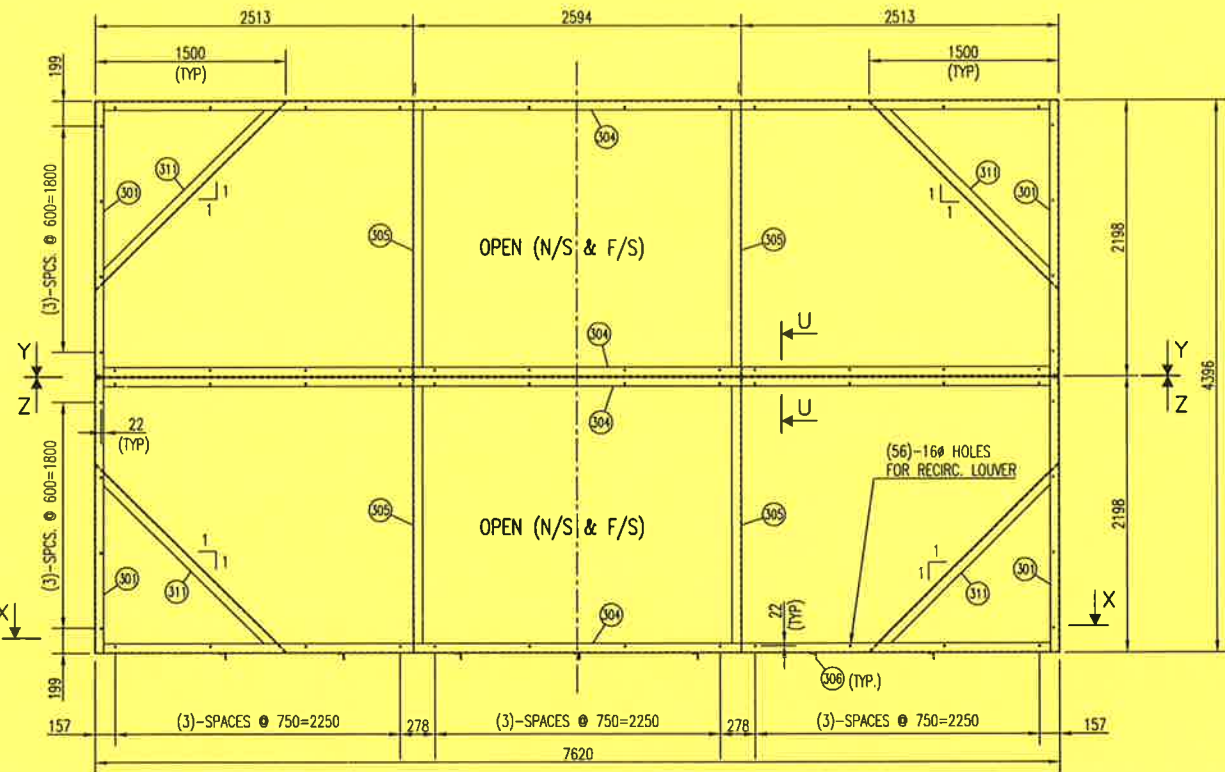 2513 2594 2513
1500 (TYP) 1500 (TYP)
199
304
311 311
301 301
1 1 1 1
(3)-SPCS. @ 600=1800
305 OPEN (N/S & F/S) 305
2198
U
304
Y Y
4396
Z Z
304
U
22 (TYP)
(56)-16ø HOLES
FOR RECIRC. LOUVER
(3)-SPCS. @ 600=1800
305 OPEN (N/S & F/S) 305
2198
1 1 1 1
301 311 311 301
X X
304
22 (TYP)
306 (TYP.)
199
157 (3)-SPACES @ 750=2250 278 (3)-SPACES @ 750=2250 278 (3)-SPACES @ 750=2250 157
7620